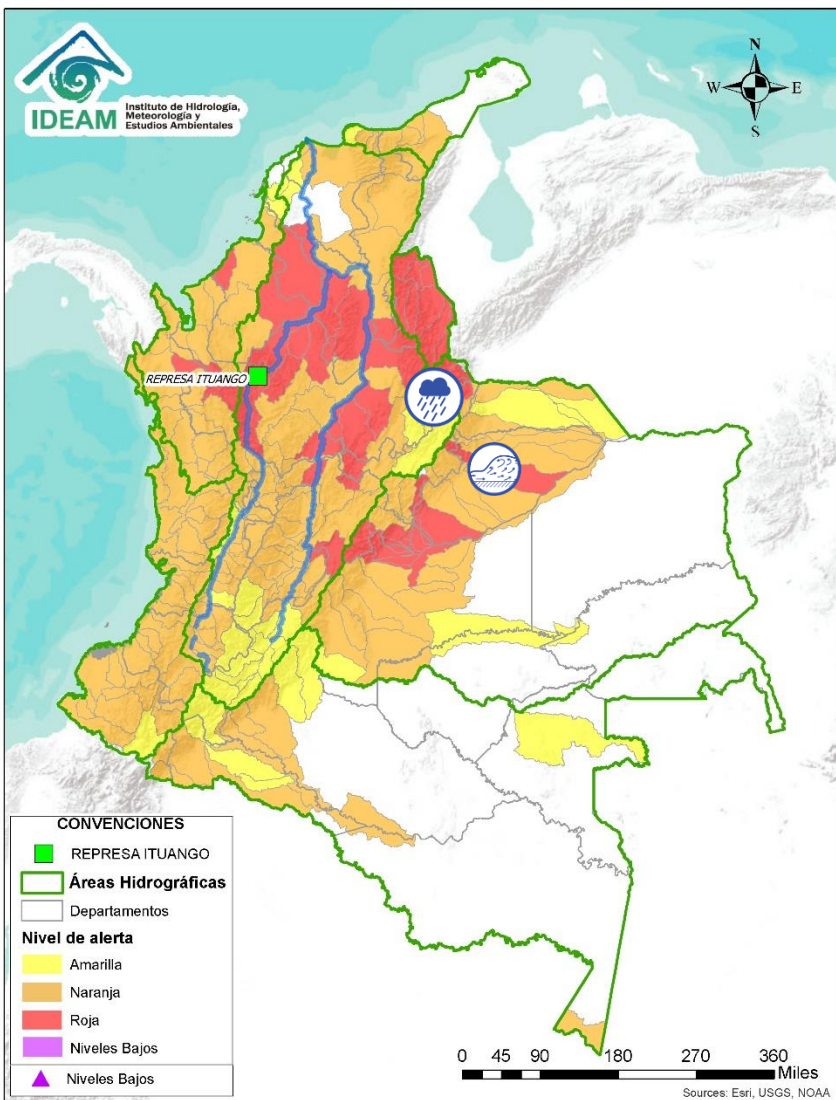 IDEAM
Instituto de Hidrología,
Meteorología y
Estudios Ambientales
N
W
E
S
REPRESA ITUANGO
CONVENCIONES
REPRESA ITUANGO
Áreas Hidrográficas
Departamentos
Nivel de alerta
Amarilla
Naranja
Roja
Niveles Bajos
Niveles Bajos
0 45 90 180 270 360
Miles
Sources: Esri, USGS, NOAA